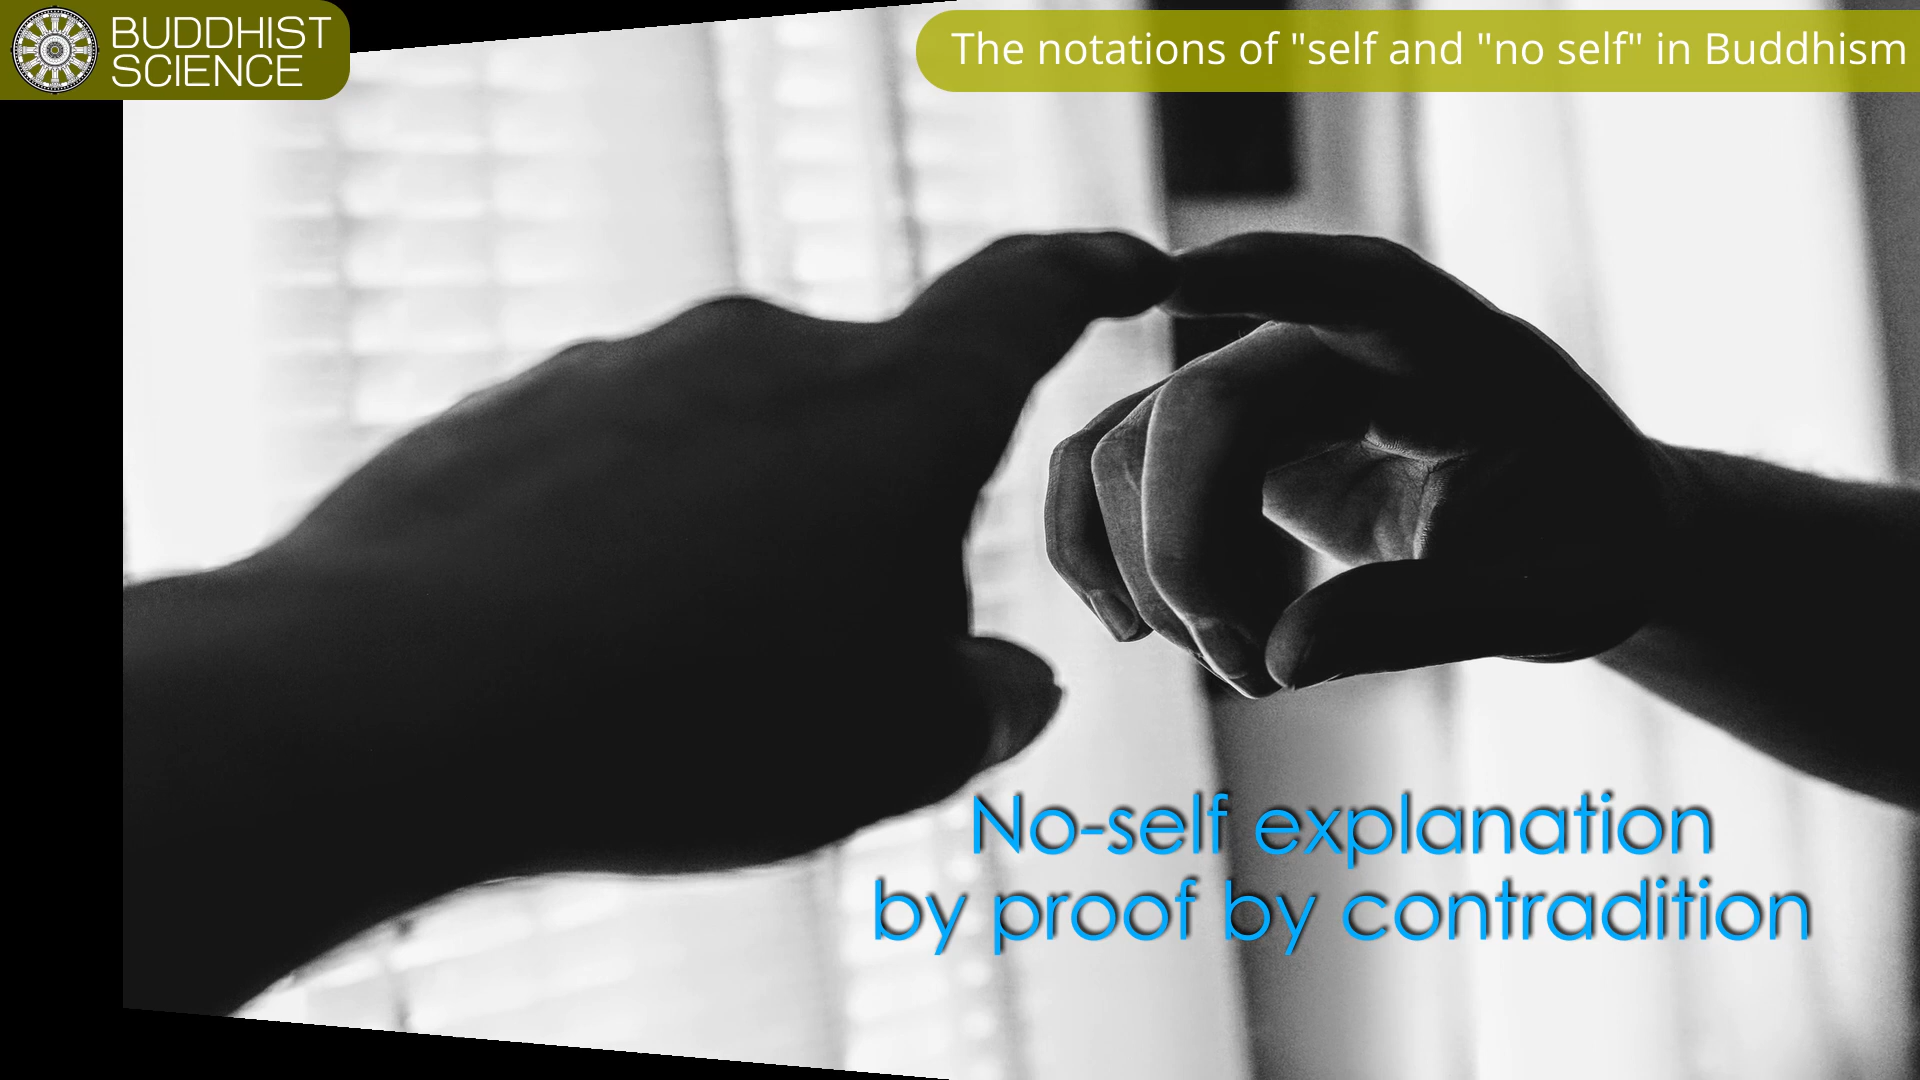 BUDDHIST
SCIENCE
The notations of "self and "no self" in Buddhism
No-self explanation
by proof by contradition